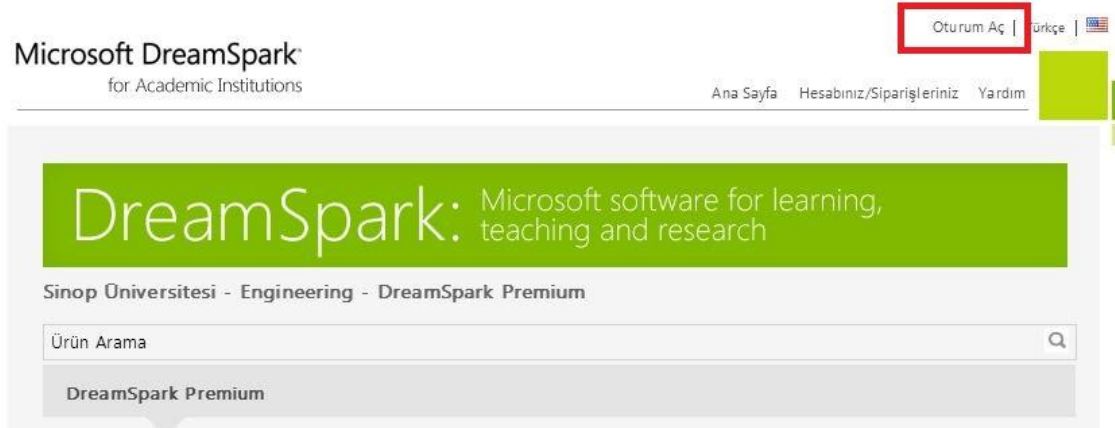 Oturum Aç | Türkçe |
Microsoft DreamSpark
for Academic Institutions
Ana Sayfa Hesabınız/Siparişleriniz Yardım
DreamSpark: Microsoft software for learning,
teaching and research
Sinop Üniversitesi - Engineering - DreamSpark Premium
Ürün Arama
DreamSpark Premium